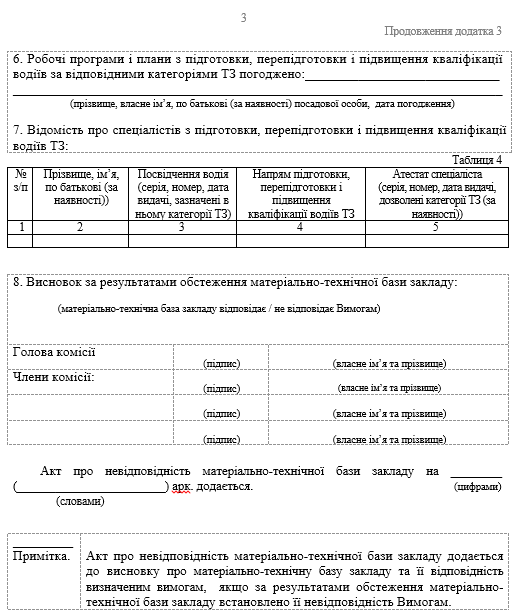 3
Продовження додатка 3
6. Робочі програми і плани з підготовки, перепідготовки і підвищення кваліфікації
водіїв за відповідними категоріями ТЗ погоджено:______________________________
______________________________________________________________________
(прізвище, власне ім’я, по батькові (за наявності) посадової особи, дата погодження)
7. Відомість про спеціалістів з підготовки, перепідготовки і підвищення кваліфікації
водіїв ТЗ:
Таблиця 4
№ з/п
Прізвище, ім’я,
по батькові (за
наявності))
Посвідчення водія
(серія, номер, дата
видачі, зазначені в
ньому категорії ТЗ)
Напрям підготовки,
перепідготовки і
підвищення
кваліфікації водіїв ТЗ
Атестат спеціаліста
(серія, номер, дата видачі,
дозволені категорії ТЗ (за
наявності))
1 2 3 4 5
8. Висновок за результатами обстеження матеріально-технічної бази закладу:
(матеріально-технічна база закладу відповідає / не відповідає Вимогам)
Голова комісії
(підпис) (власне ім’я та прізвище)
Члени комісії:
(підпис) (власне ім’я та прізвище)
(підпис) (власне ім’я та прізвище)
(підпис) (власне ім’я та прізвище)
Акт про невідповідність матеріально-технічної бази закладу на ________
(_______________________) арк. додається. (цифрами)
(словами)
Примітка. Акт про невідповідність матеріально-технічної бази закладу додається
до висновку про матеріально-технічну базу закладу та її відповідність
визначеним вимогам, якщо за результатами обстеження матеріально-
технічної бази закладу встановлено її невідповідність Вимогам.